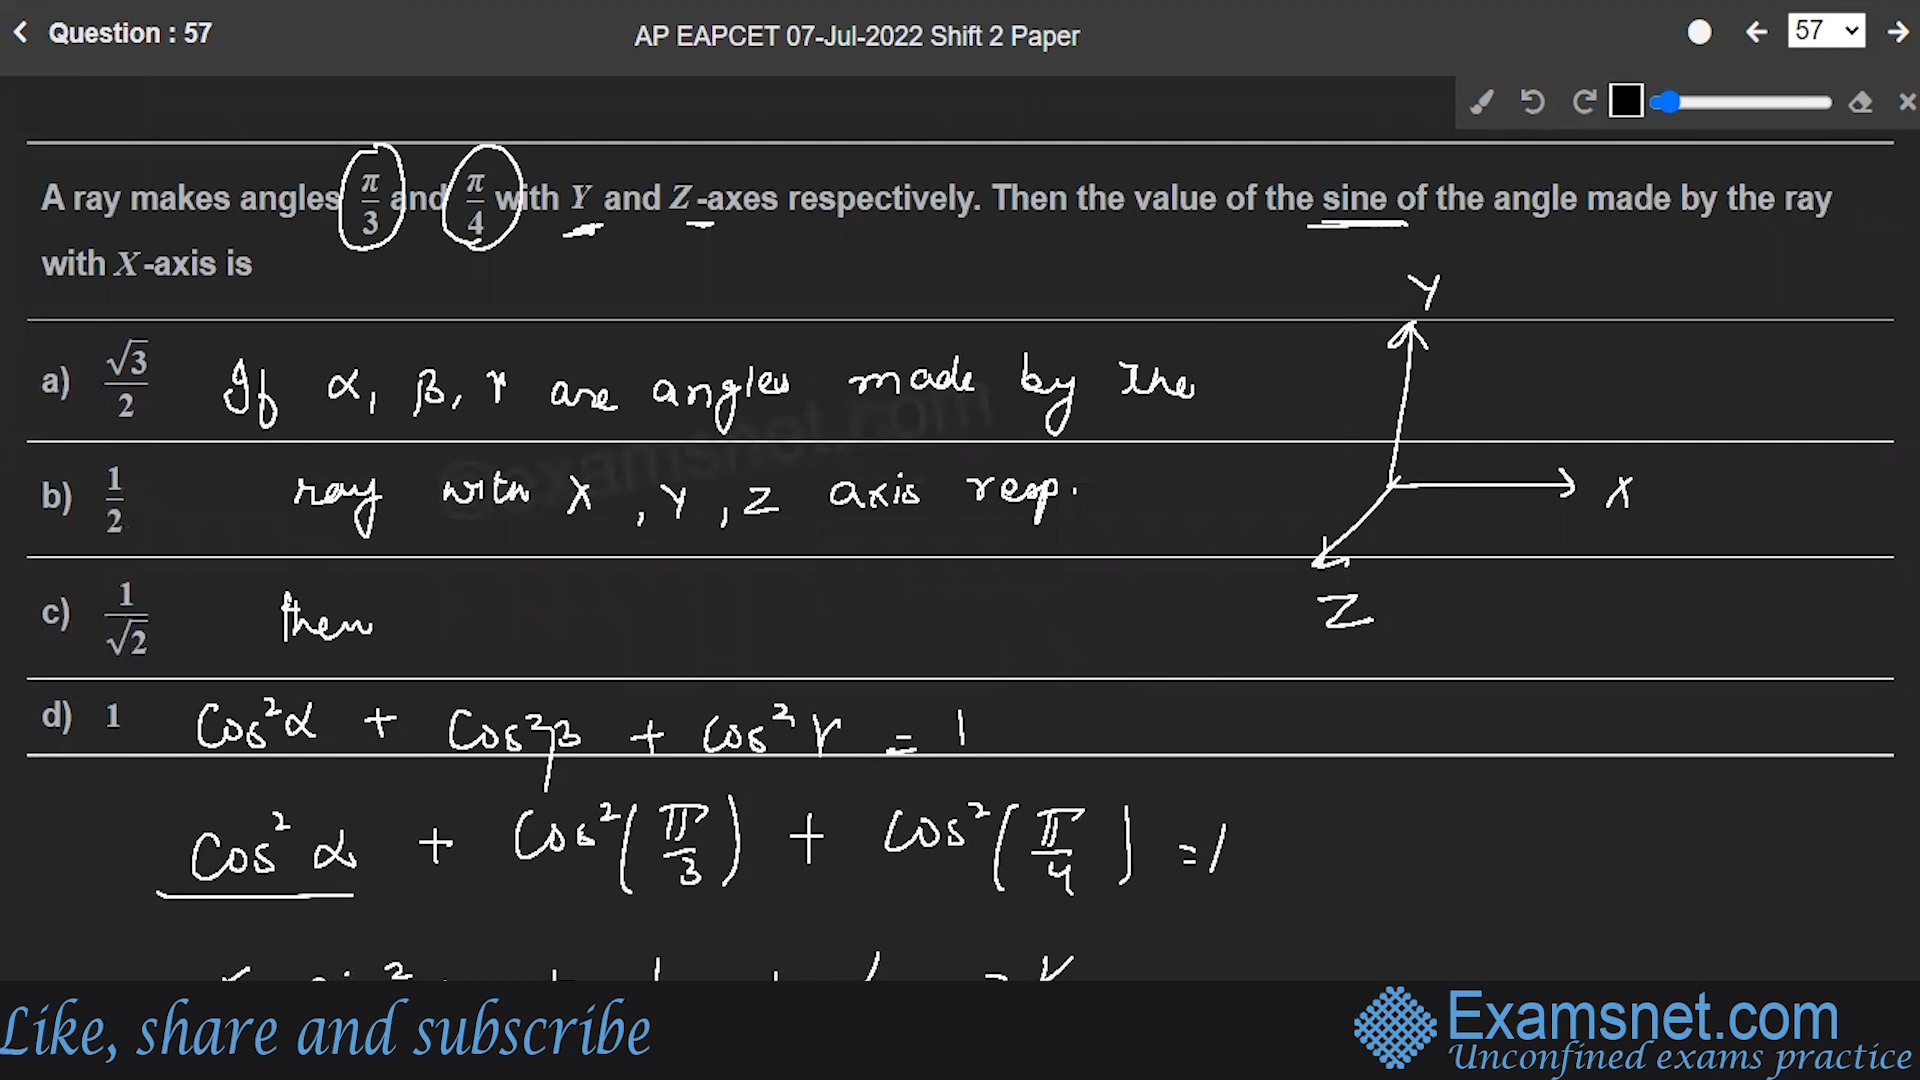 Question : 57
AP EAPCET 07-Jul-2022 Shift 2 Paper
57
A ray makes angles π/3 and π/4 with Y and Z-axes respectively. Then the value of the sine of the angle made by the ray
with X-axis is
Y
a) √3/2
If α, β, γ are angles made by the
b) 1/2
ray with X, Y, Z axis resp.
X
c) 1/√2
then
Z
d) 1
Cos²α + Cos²β + Cos²γ = 1
Cos²α + Cos²(π/3) + Cos²(π/4) = 1
©examsnet.com
Like, share and subscribe
Examsnet.com
Unconfined exams practice